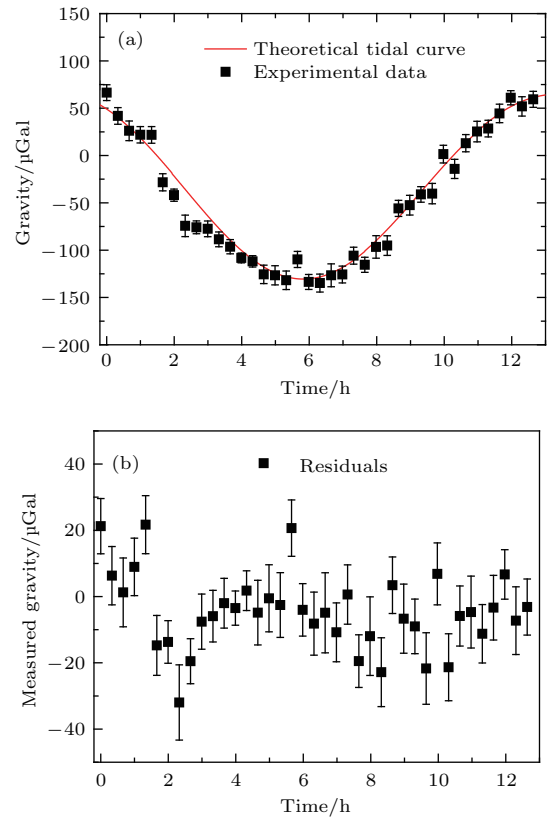 150
(a)
Theoretical tidal curve
100
Experimental data
50
0
−50
−100
−150
−200
Gravity/μGal
0 2 4 6 8 10 12
Time/h
40
(b)
Residuals
20
0
−20
−40
Measured gravity/μGal
0 2 4 6 8 10 12
Time/h